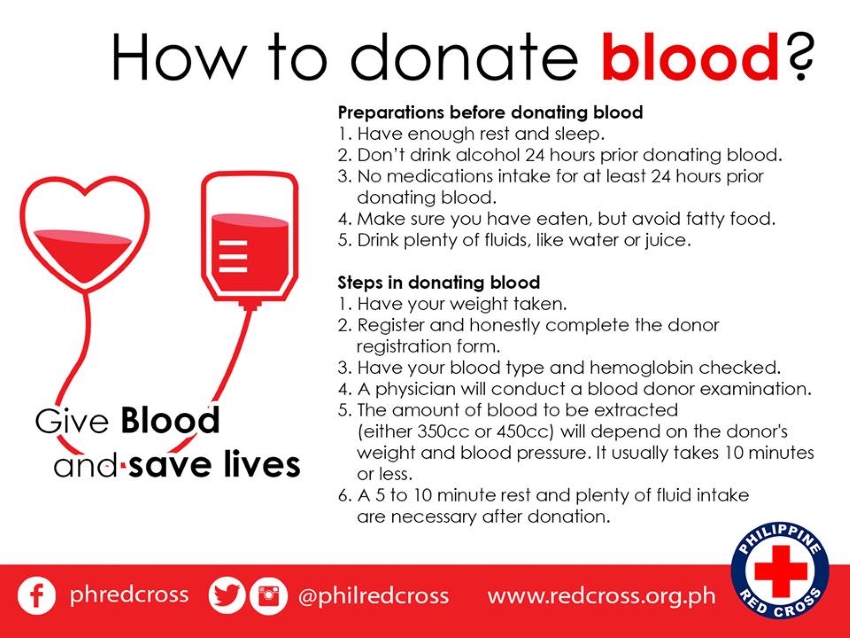 How to donate blood?
Preparations before donating blood
1. Have enough rest and sleep.
2. Don't drink alcohol 24 hours prior donating blood.
3. No medications intake for at least 24 hours prior
donating blood.
4. Make sure you have eaten, but avoid fatty food.
5. Drink plenty of fluids, like water or juice.
Steps in donating blood
1. Have your weight taken.
2. Register and honestly complete the donor
registration form.
3. Have your blood type and hemoglobin checked.
4. A physician will conduct a blood donor examination.
5. The amount of blood to be extracted
(either 350cc or 450cc) will depend on the donor's
weight and blood pressure. It usually takes 10 minutes
or less.
6. A 5 to 10 minute rest and plenty of fluid intake
are necessary after donation.
Give Blood
and save lives
phredcross
@philredcross
www.redcross.org.ph
PHILIPPINE
RED CROSS